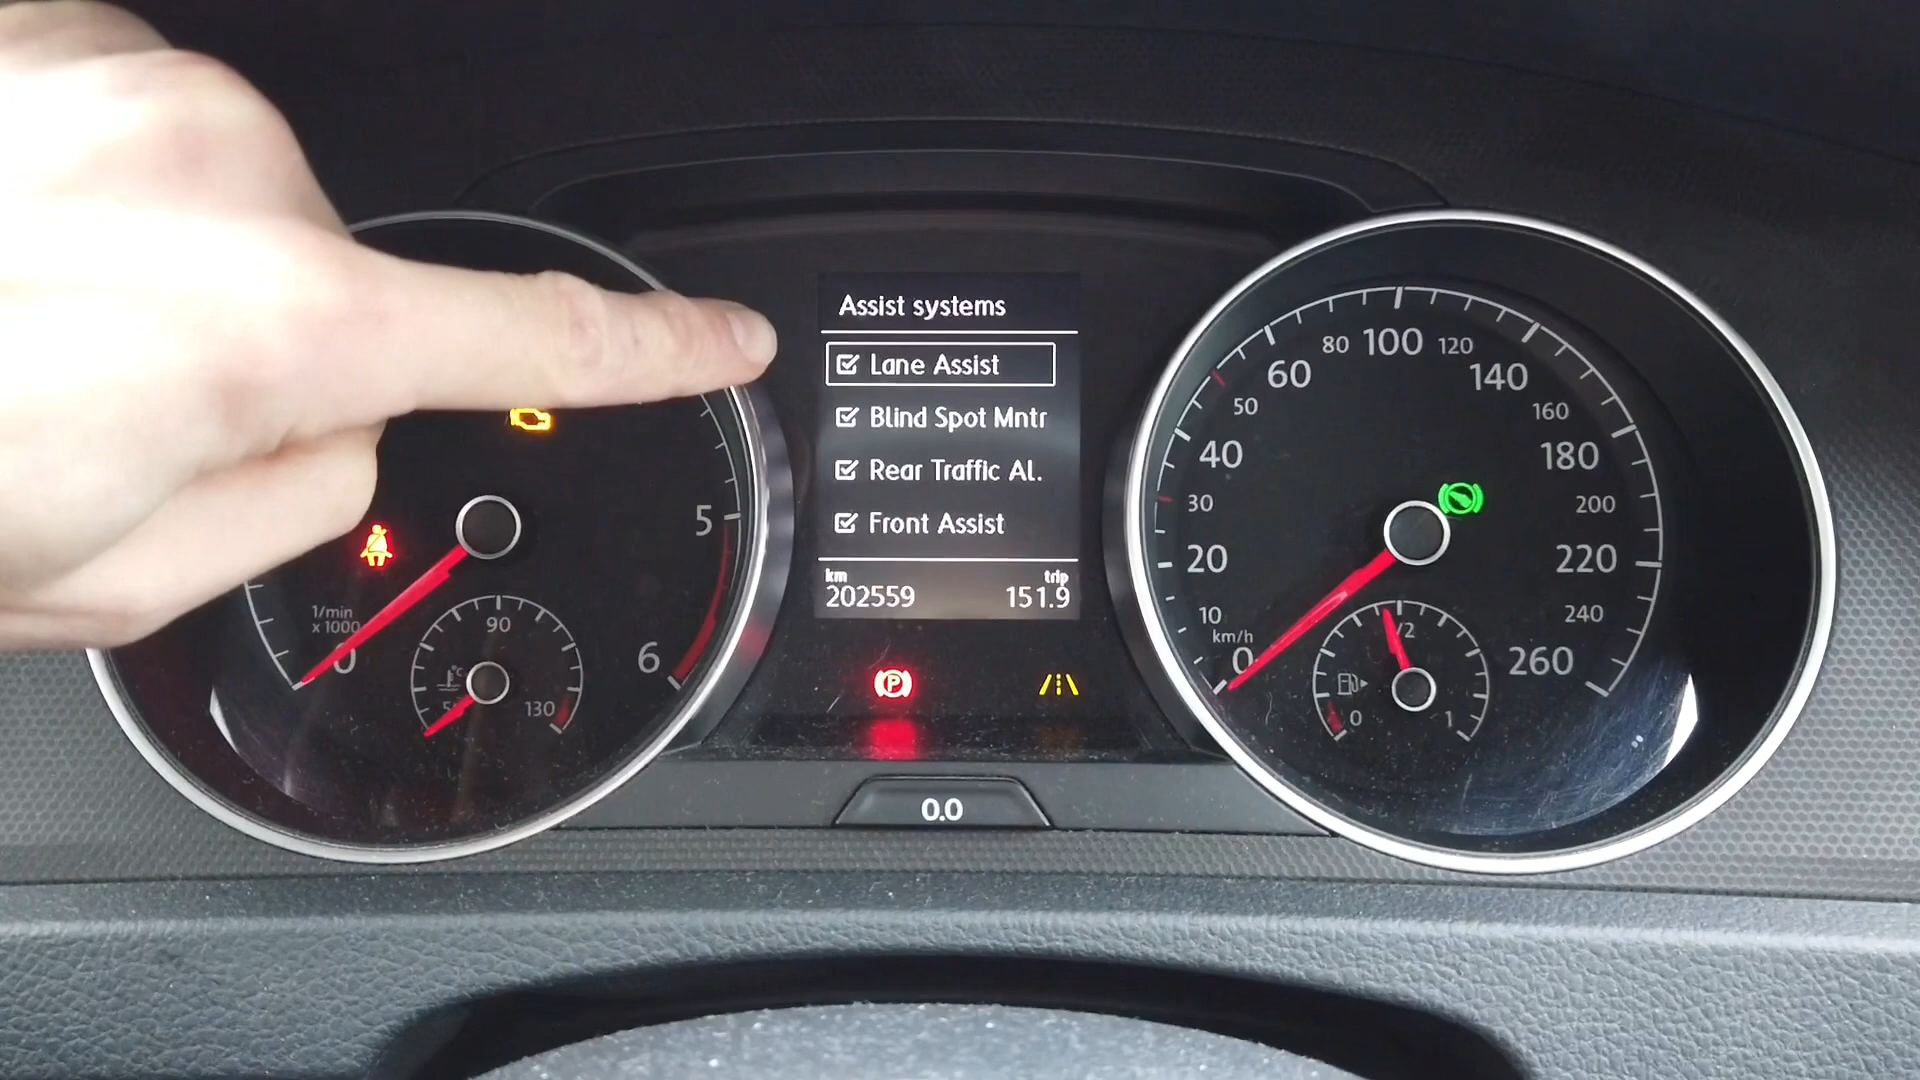 Assist systems
Lane Assist
Blind Spot Mntr
Rear Traffic Al.
Front Assist
km trip
202559 151.9
5
6
1/min
x 1000
0
90
°C
130
P
0.0
0
10
20
30
40
50
60
80
100
120
140
160
180
200
220
240
260
km/h
0
1